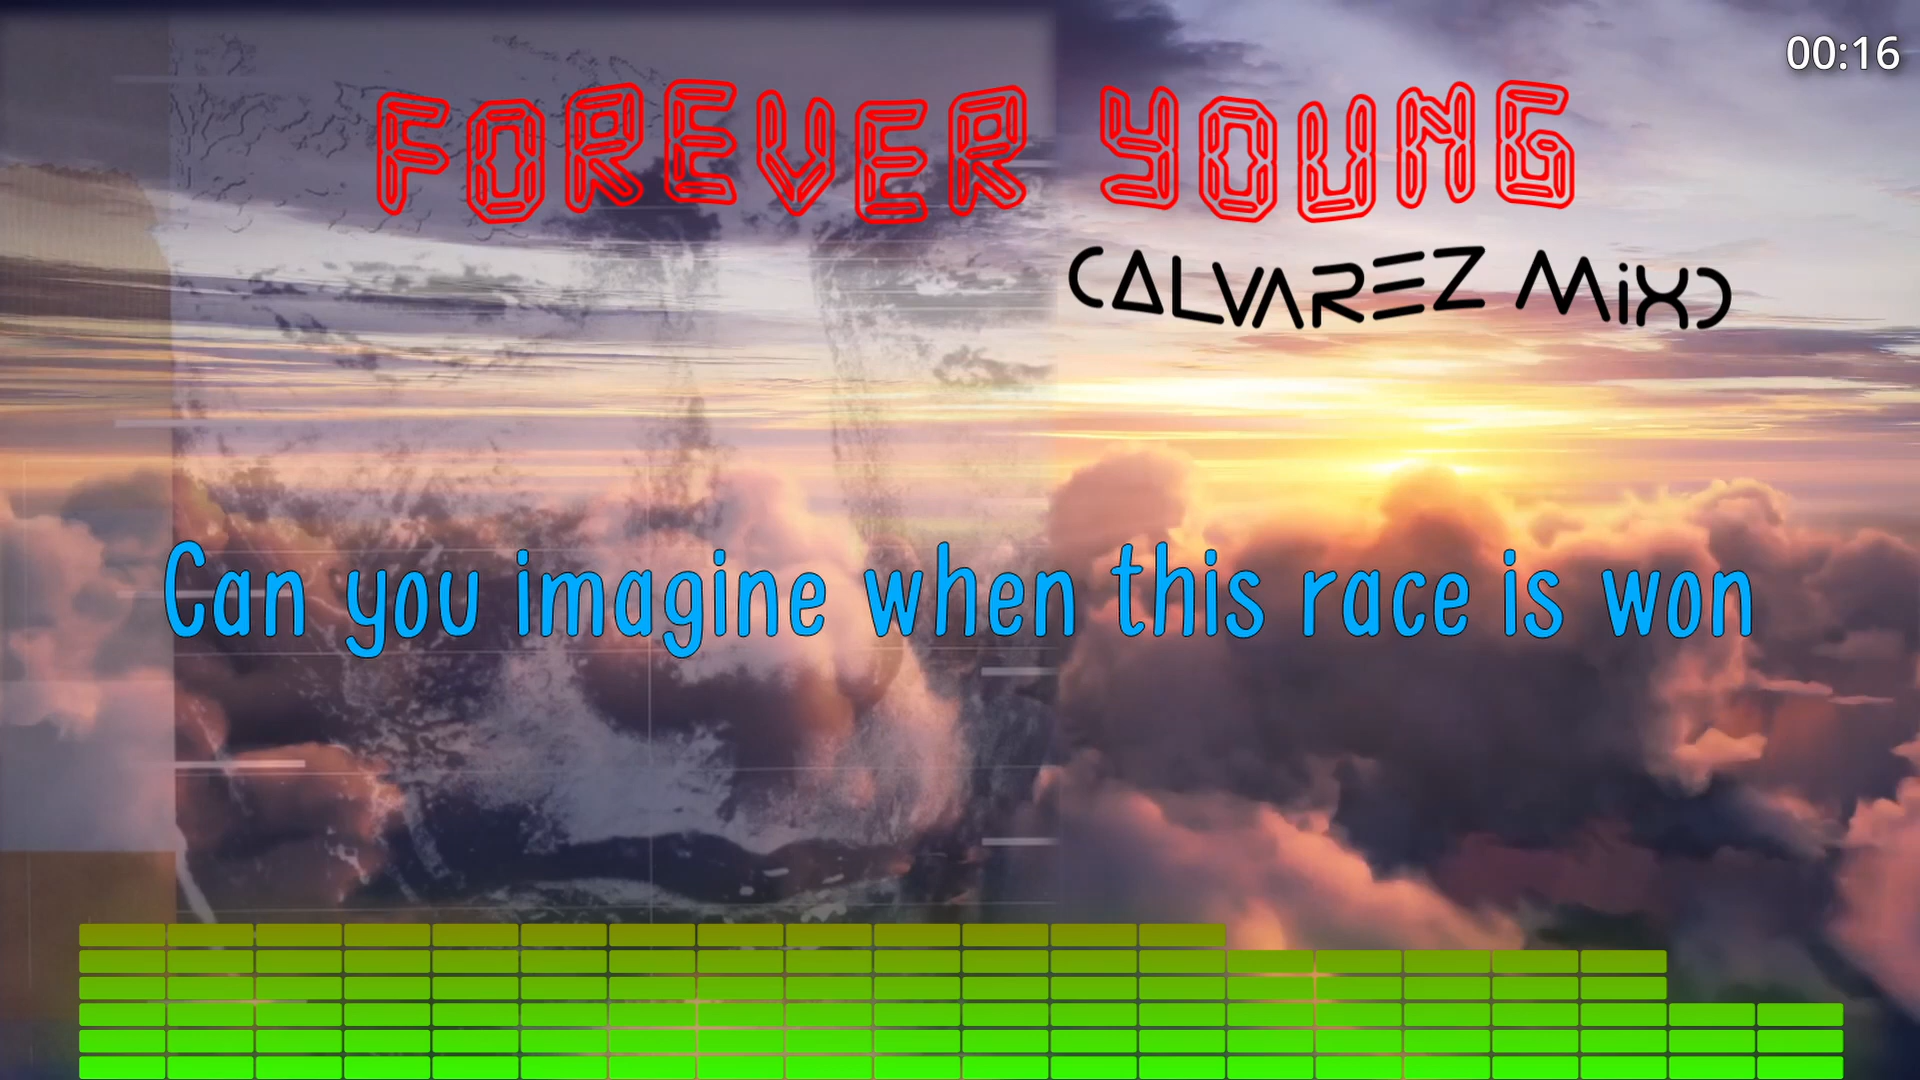 00:16
FOREVER YOUNG
(ALVAREZ MiX)
Can you imagine when this race is won